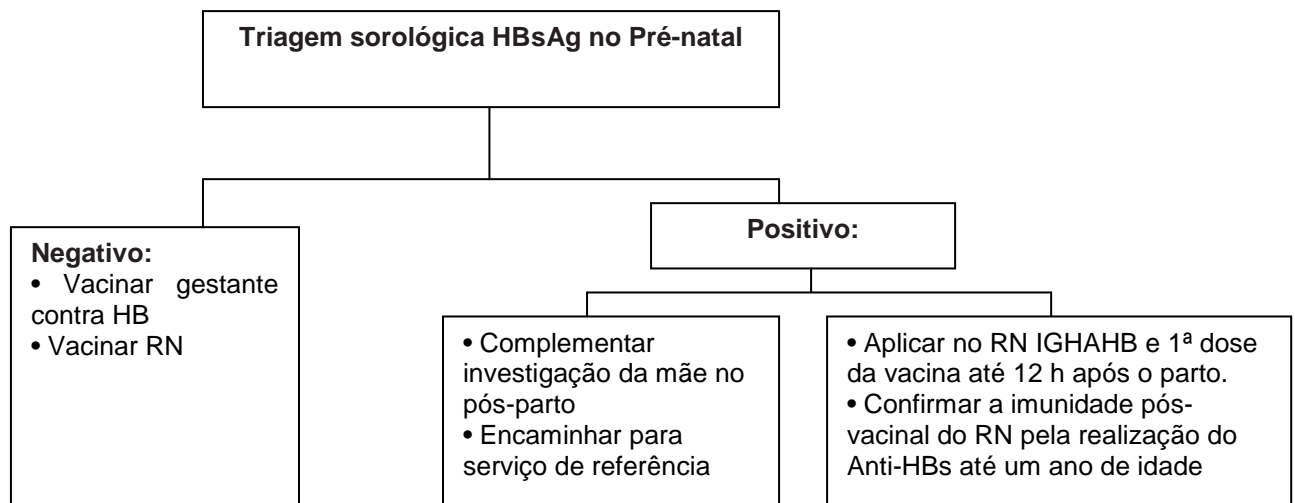 Triagem sorológica HBsAg no Pré-natal
Negativo:
• Vacinar gestante
contra HB
• Vacinar RN
Positivo:
• Complementar
investigação da mãe no
pós-parto
• Encaminhar para
serviço de referência
• Aplicar no RN IGHAHB e 1ª dose
da vacina até 12 h após o parto.
• Confirmar a imunidade pós-
vacinal do RN pela realização do
Anti-HBs até um ano de idade